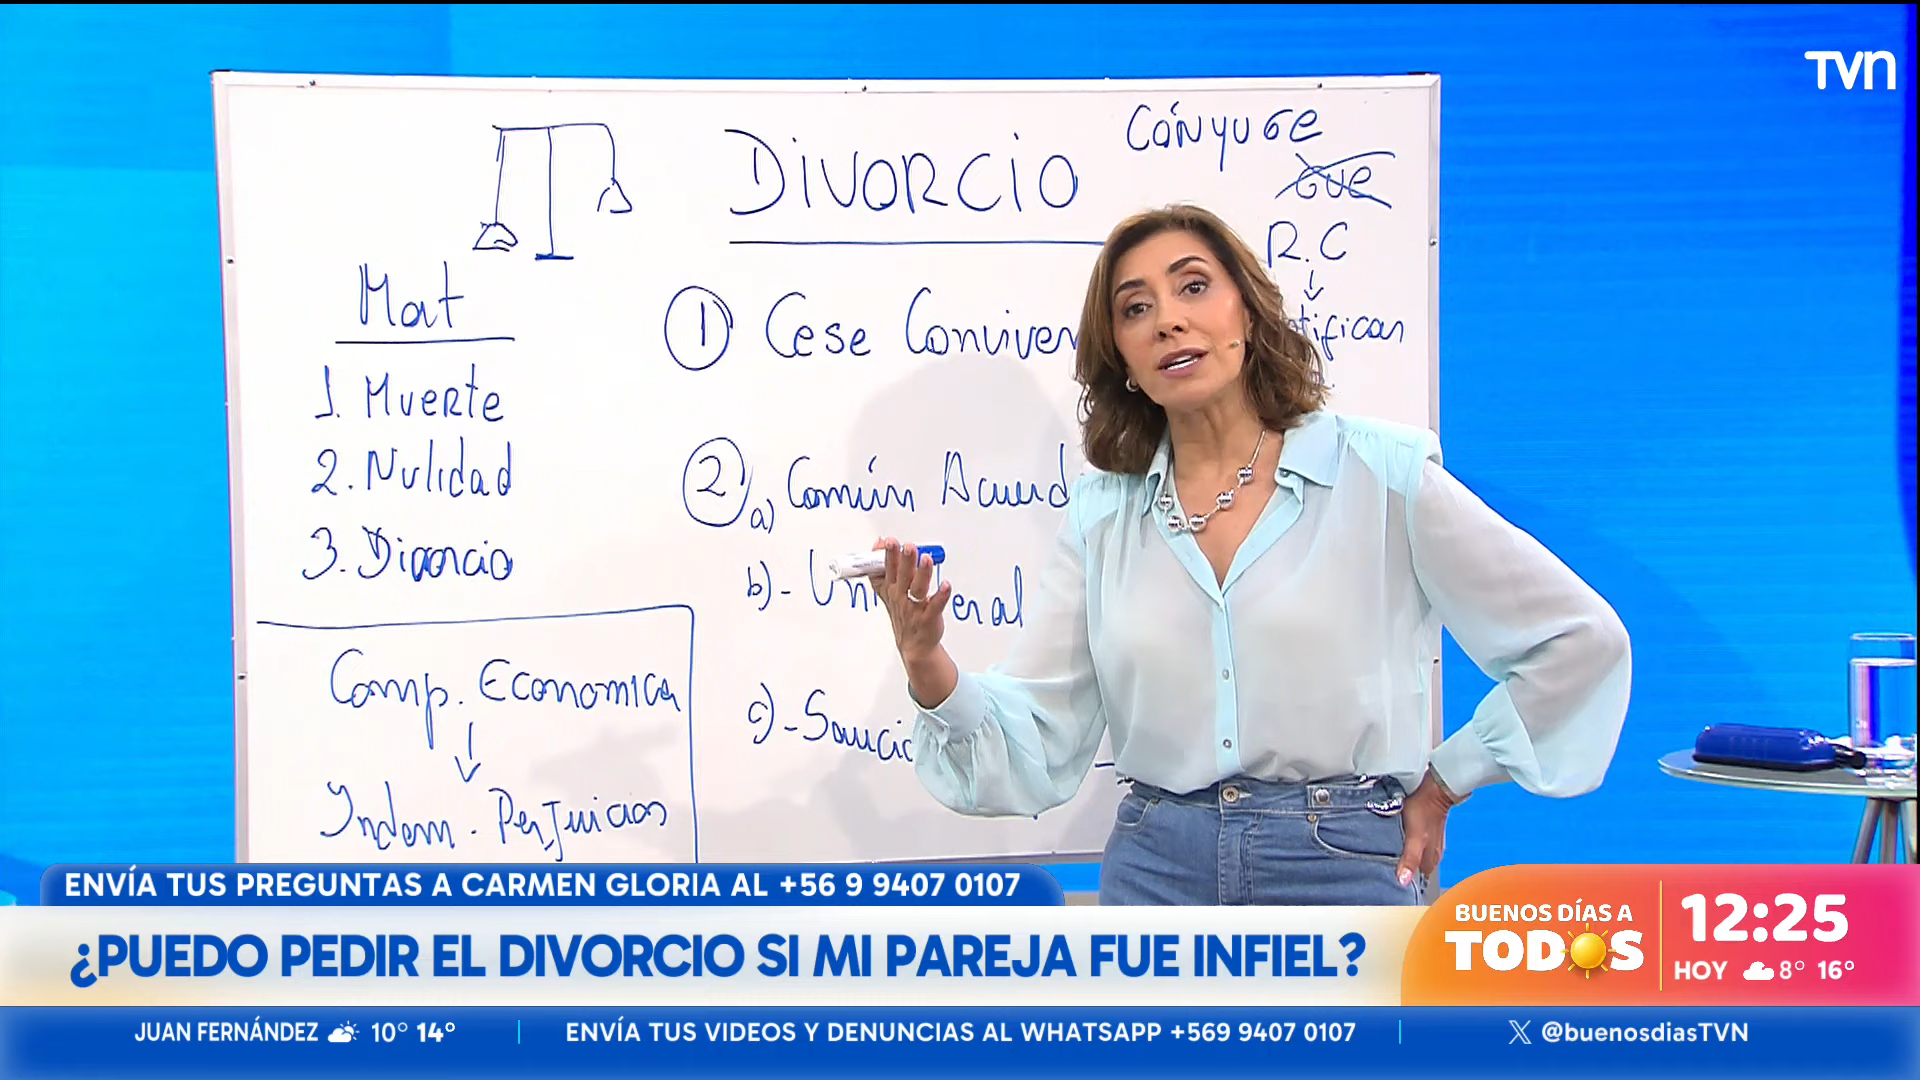 TVN
DIVORCIO
CÓNYUGE
R.C
Mat
1. Muerte
2. Nulidad
3. Divorcio
Comp. Economica
Indem. Perjuicios
1 Cese
2 a) Común
b)-
c)-
ENVÍA TUS PREGUNTAS A CARMEN GLORIA AL +56 9 9407 0107
¿PUEDO PEDIR EL DIVORCIO SI MI PAREJA FUE INFIEL?
BUENOS DÍAS A
TODOS
12:25
HOY 8° 16°
JUAN FERNÁNDEZ 10° 14°
ENVÍA TUS VIDEOS Y DENUNCIAS AL WHATSAPP +569 9407 0107
@buenosdiasTVN